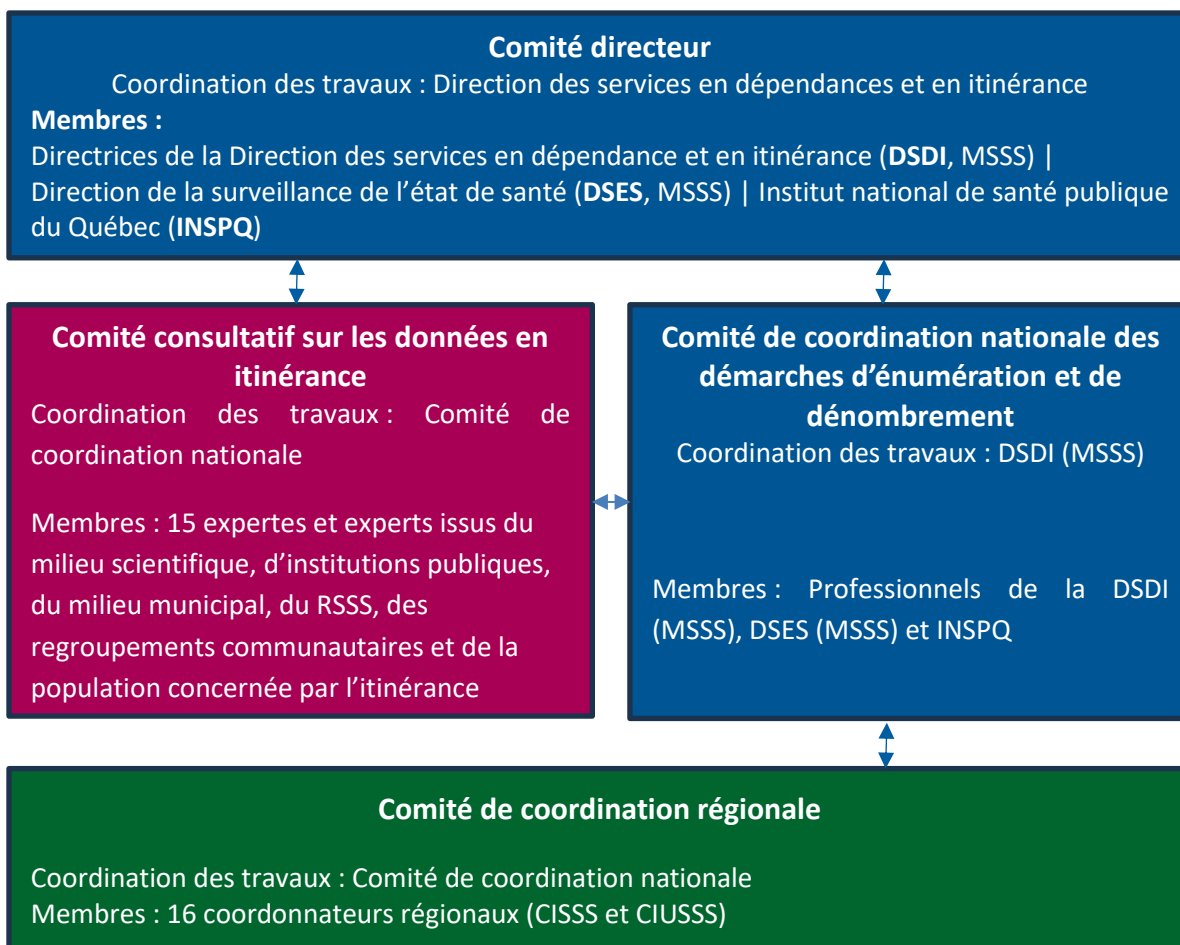 Comité directeur
Coordination des travaux : Direction des services en dépendances et en itinérance
Membres :
Directrices de la Direction des services en dépendance et en itinérance (DSDI, MSSS) |
Direction de la surveillance de l’état de santé (DSES, MSSS) | Institut national de santé publique
du Québec (INSPQ)
Comité consultatif sur les données en
itinérance
Coordination des travaux : Comité de
coordination nationale
Membres : 15 expertes et experts issus du
milieu scientifique, d’institutions publiques,
du milieu municipal, du RSSS, des
regroupements communautaires et de la
population concernée par l’itinérance
Comité de coordination nationale des
démarches d’énumération et de
dénombrement
Coordination des travaux : DSDI (MSSS)
Membres : Professionnels de la DSDI
(MSSS), DSES (MSSS) et INSPQ
Comité de coordination régionale
Coordination des travaux : Comité de coordination nationale
Membres : 16 coordonnateurs régionaux (CISSS et CIUSSS)